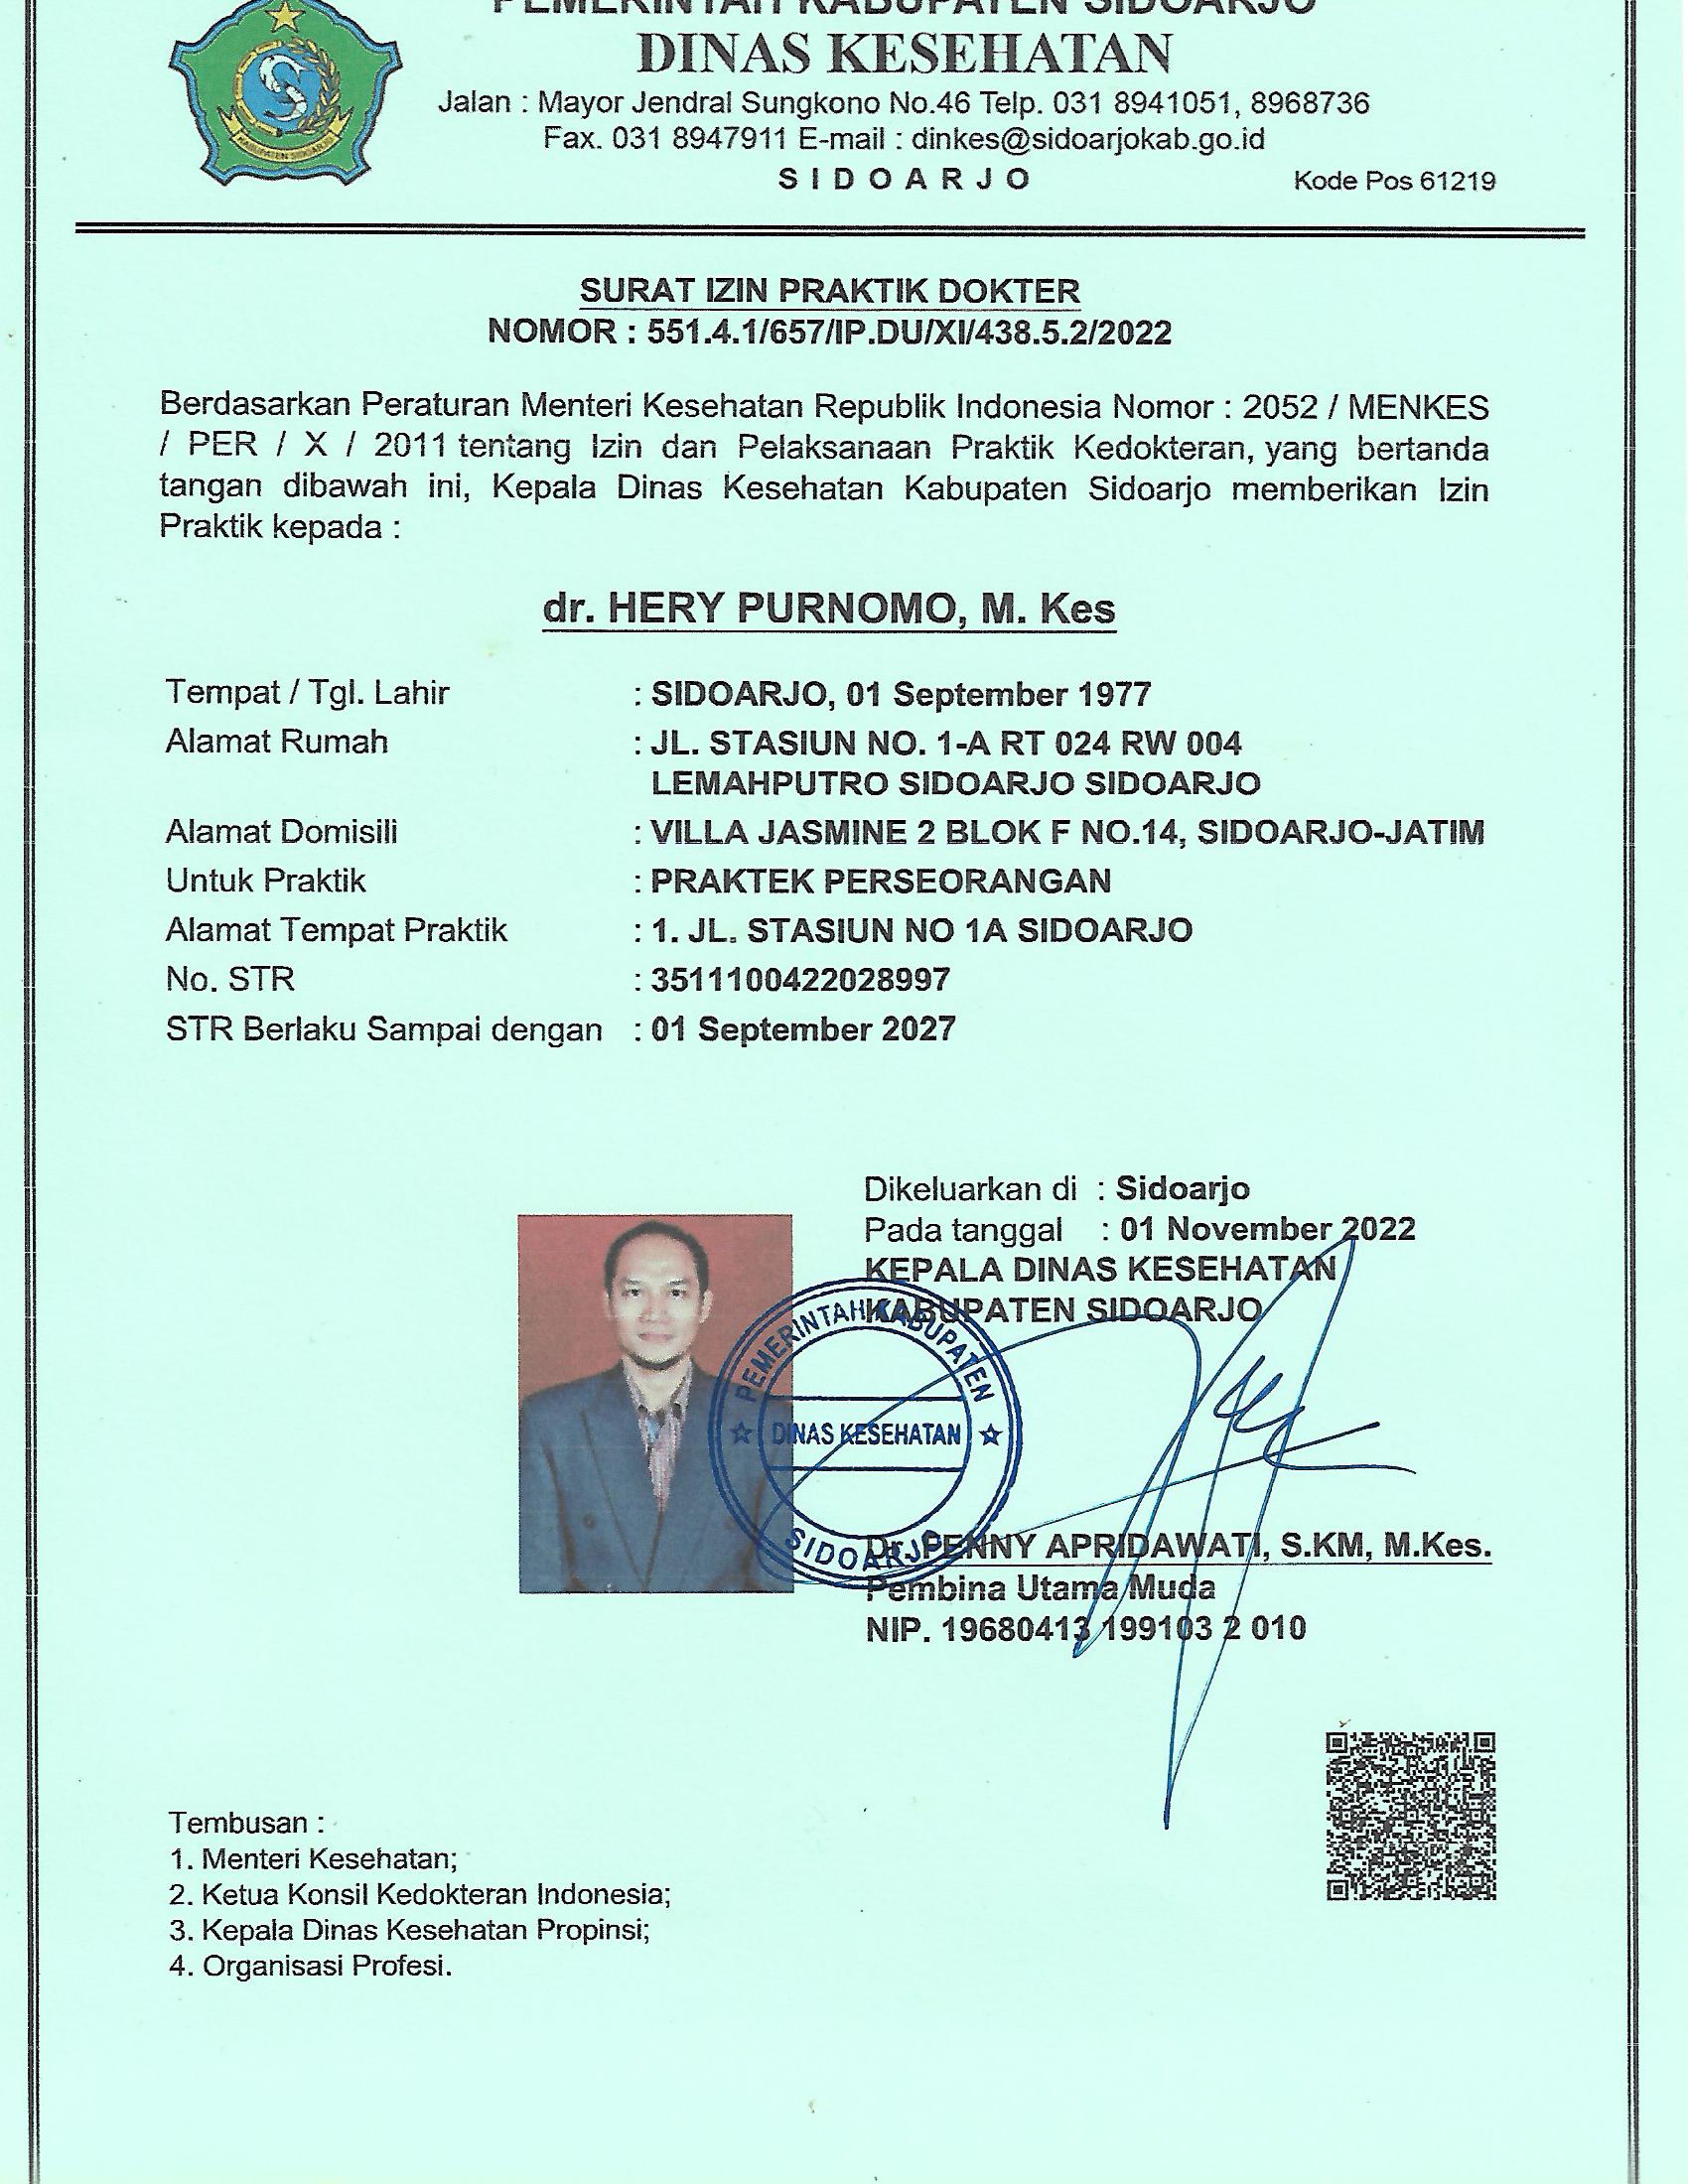 PEMERINTAH KABUPATEN SIDOARJO
DINAS KESEHATAN
Jalan : Mayor Jendral Sungkono No.46 Telp. 031 8941051, 8968736
Fax. 031 8947911 E-mail : dinkes@sidoarjokab.go.id
S I D O A R J O Kode Pos 61219
KABUPATEN SIDOARJO
SURAT IZIN PRAKTIK DOKTER
NOMOR : 551.4.1/657/IP.DU/XI/438.5.2/2022
Berdasarkan Peraturan Menteri Kesehatan Republik Indonesia Nomor : 2052 / MENKES
/ PER / X / 2011 tentang Izin dan Pelaksanaan Praktik Kedokteran, yang bertanda
tangan dibawah ini, Kepala Dinas Kesehatan Kabupaten Sidoarjo memberikan Izin
Praktik kepada :
dr. HERY PURNOMO, M. Kes
Tempat / Tgl. Lahir : SIDOARJO, 01 September 1977
Alamat Rumah : JL. STASIUN NO. 1-A RT 024 RW 004
LEMAHPUTRO SIDOARJO SIDOARJO
Alamat Domisili : VILLA JASMINE 2 BLOK F NO.14, SIDOARJO-JATIM
Untuk Praktik : PRAKTEK PERSEORANGAN
Alamat Tempat Praktik : 1. JL. STASIUN NO 1A SIDOARJO
No. STR : 3511100422028997
STR Berlaku Sampai dengan : 01 September 2027
Dikeluarkan di : Sidoarjo
Pada tanggal : 01 November 2022
KEPALA DINAS KESEHATAN
KABUPATEN SIDOARJO
PEMERINTAH KABUPATEN
DINAS KESEHATAN
SIDOARJO
Dr. FENNY APRIDAWATI, S.KM, M.Kes.
Pembina Utama Muda
NIP. 19680413 199103 2 010
Tembusan :
1. Menteri Kesehatan;
2. Ketua Konsil Kedokteran Indonesia;
3. Kepala Dinas Kesehatan Propinsi;
4. Organisasi Profesi.